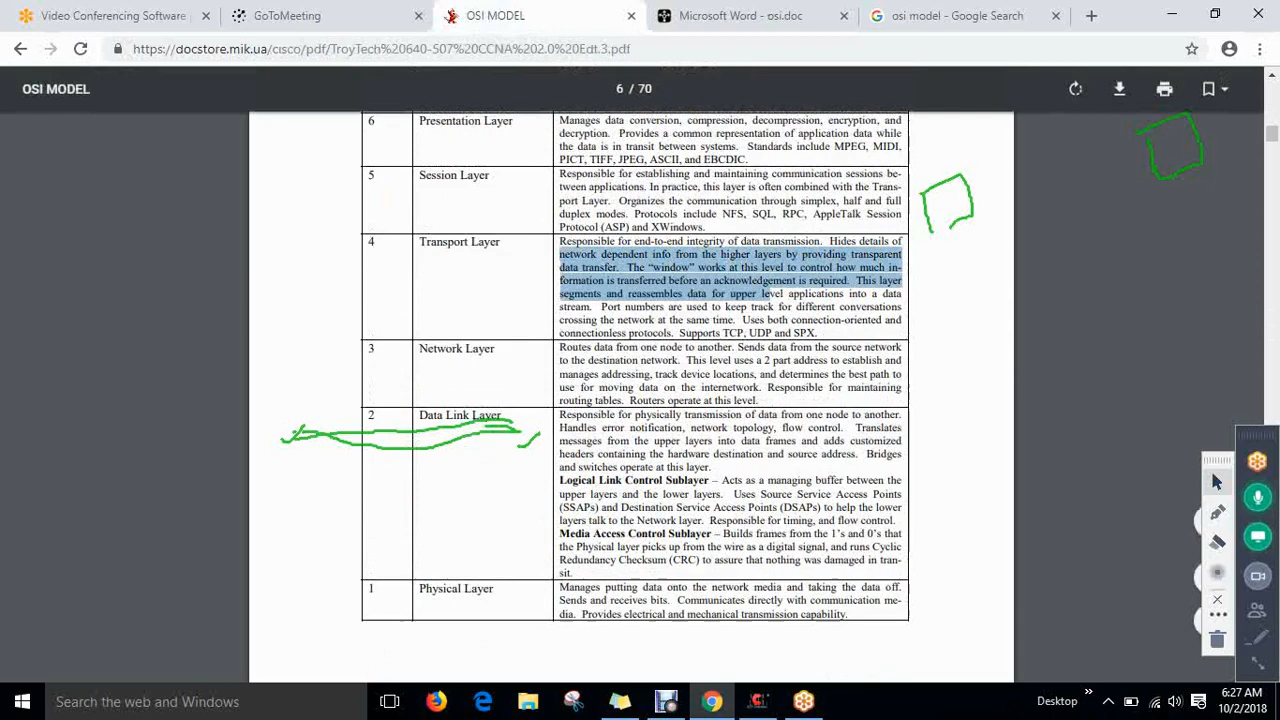 Video Conferencing Software
GoToMeeting
OSI MODEL
Microsoft Word - osi.doc
osi model - Google Search
https://docstore.mik.ua/cisco/pdf/TroyTech%20640-507%20CCNA%202.0%20Edt.3.pdf
OSI MODEL
6 / 70
6
Presentation Layer
Manages data conversion, compression, decompression, encryption, and
decryption. Provides a common representation of application data while
the data is in transit between systems. Standards include MPEG, MIDI,
PICT, TIFF, JPEG, ASCII, and EBCDIC.
5
Session Layer
Responsible for establishing and maintaining communication sessions be-
tween applications. In practice, this layer is often combined with the Trans-
port Layer. Organizes the communication through simplex, half and full
duplex modes. Protocols include NFS, SQL, RPC, AppleTalk Session
Protocol (ASP) and XWindows.
4
Transport Layer
Responsible for end-to-end integrity of data transmission. Hides details of
network dependent info from the higher layers by providing transparent
data transfer. The “window” works at this level to control how much in-
formation is transferred before an acknowledgement is required. This layer
segments and reassembles data for upper level applications into a data
stream. Port numbers are used to keep track for different conversations
crossing the network at the same time. Uses both connection-oriented and
connectionless protocols. Supports TCP, UDP and SPX.
3
Network Layer
Routes data from one node to another. Sends data from the source network
to the destination network. This level uses a 2 part address to establish and
manages addressing, track device locations, and determines the best path to
use for moving data on the internetwork. Responsible for maintaining
routing tables. Routers operate at this level.
2
Data Link Layer
Responsible for physically transmission of data from one node to another.
Handles error notification, network topology, flow control. Translates
messages from the upper layers into data frames and adds customized
headers containing the hardware destination and source address. Bridges
and switches operate at this layer.
Logical Link Control Sublayer – Acts as a managing buffer between the
upper layers and the lower layers. Uses Source Service Access Points
(SSAPs) and Destination Service Access Points (DSAPs) to help the lower
layers talk to the Network layer. Responsible for timing, and flow control.
Media Access Control Sublayer – Builds frames from the 1’s and 0’s that
the Physical layer picks up from the wire as a digital signal, and runs Cyclic
Redundancy Checksum (CRC) to assure that nothing was damaged in tran-
sit.
1
Physical Layer
Manages putting data onto the network media and taking the data off.
Sends and receives bits. Communicates directly with communication me-
dia. Provides electrical and mechanical transmission capability.
Search the web and Windows
Desktop
6:27 AM
10/2/2018